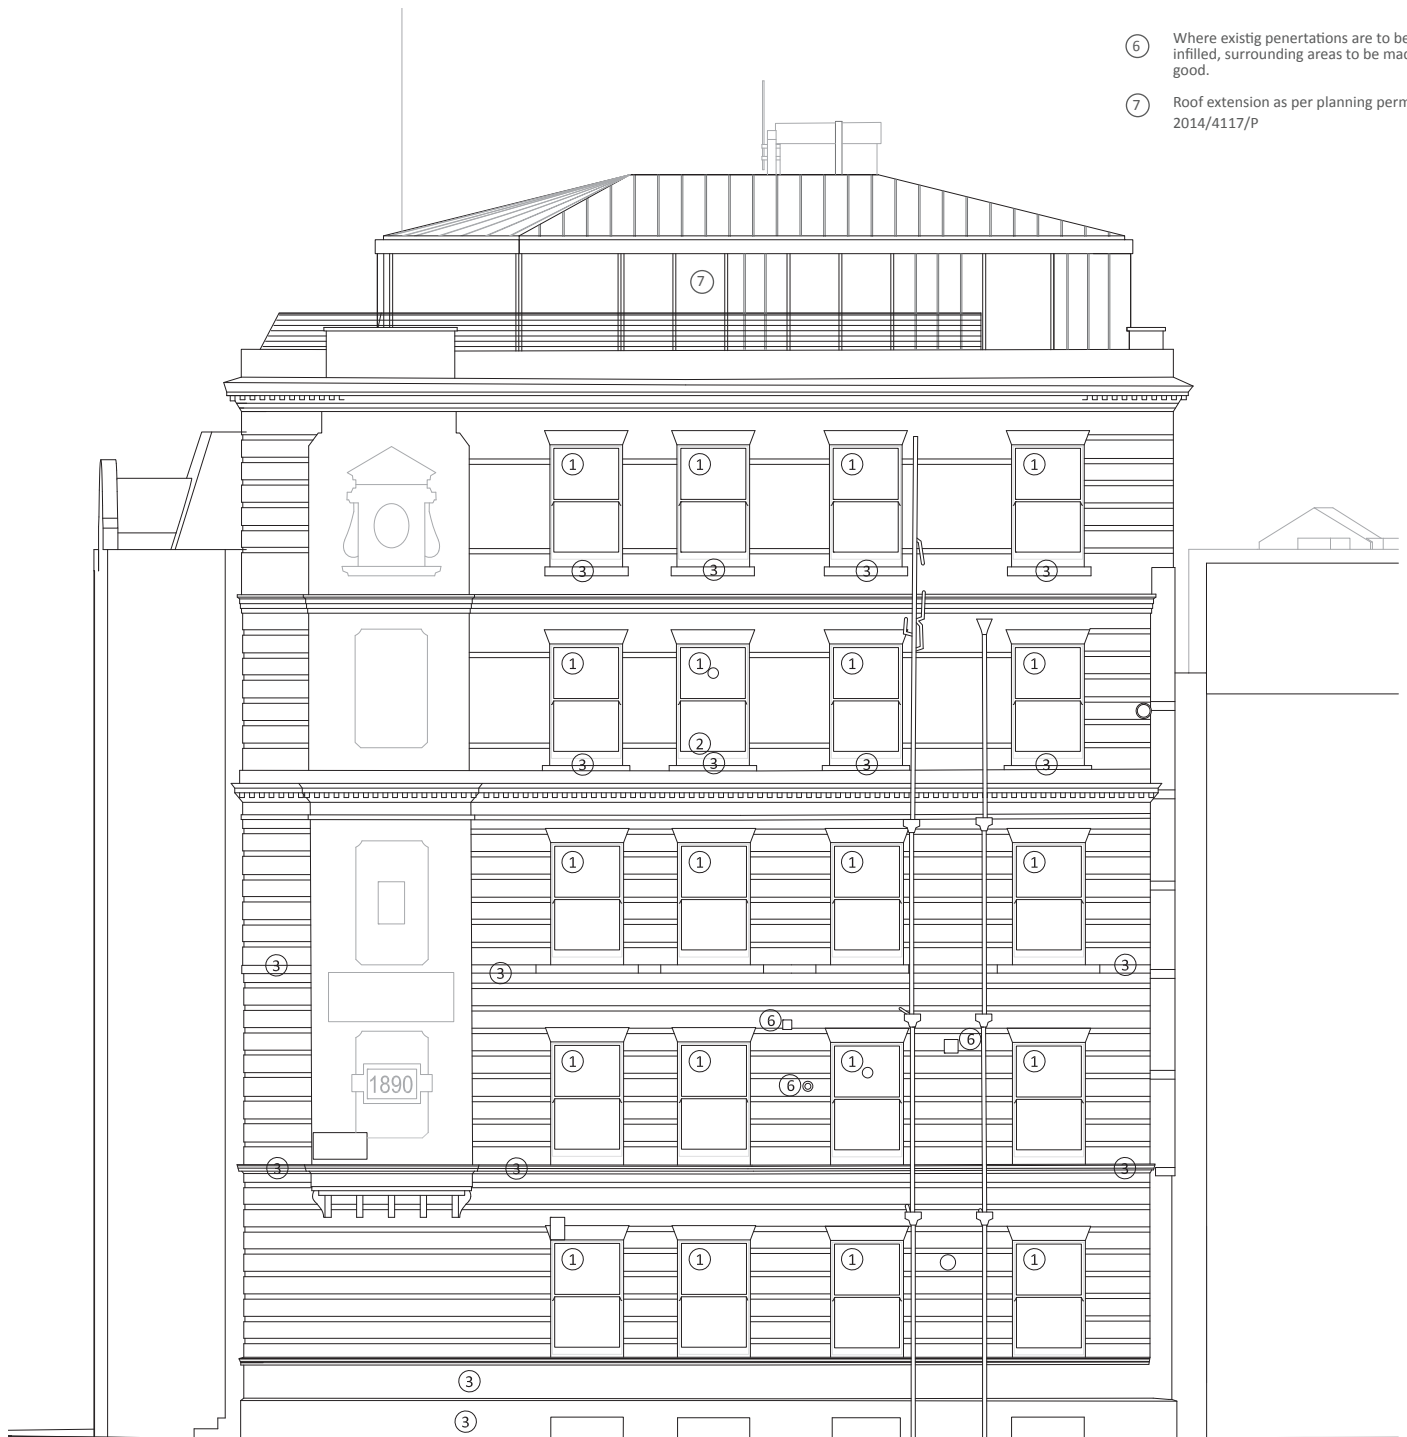 6 Where existig penertations are to be
infilled, surrounding areas to be mad
good.
7 Roof extension as per planning perm
2014/4117/P
7
1 1 1 1
3 3 3 3
1 1 1 1
2
3 3 3 3
1 1 1 1
3 3 3
6 6
1 1 1 1
6
1890
3 3 3
1 1 1 1
3
3